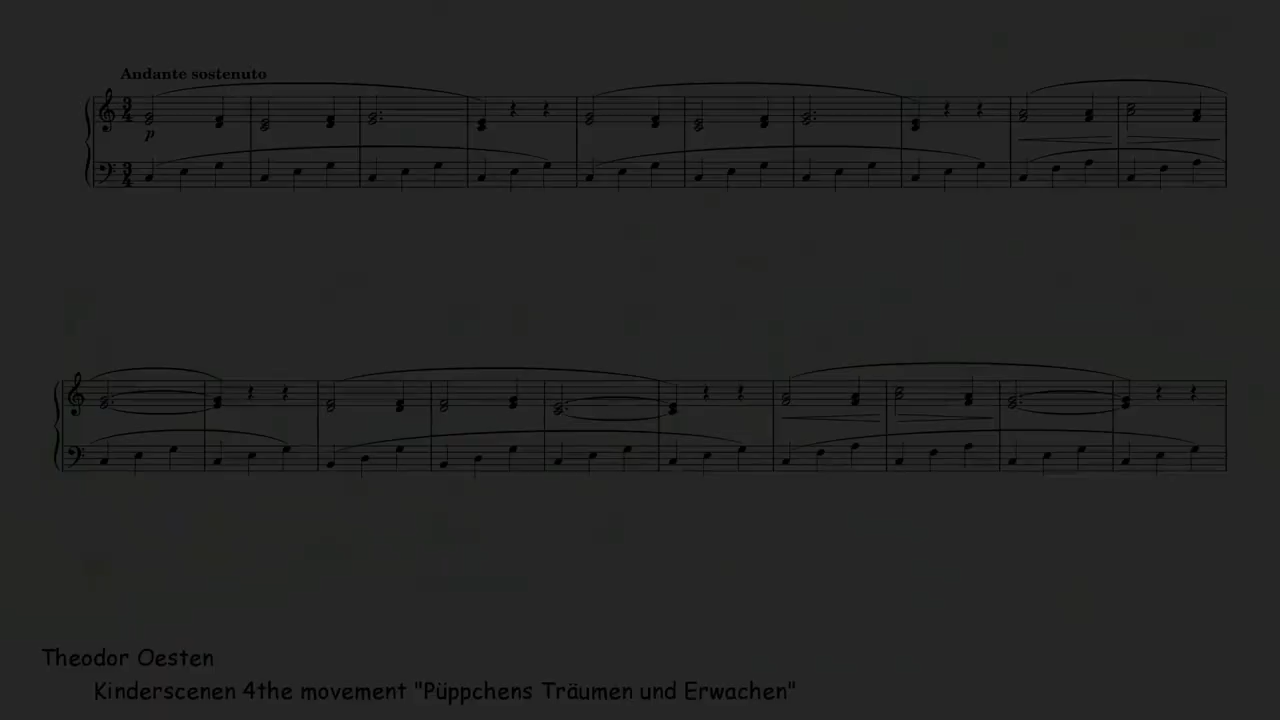 Andante sostenuto
p
Theodor Oesten
Kinderscenen 4the movement "Püppchens Träumen und Erwachen"